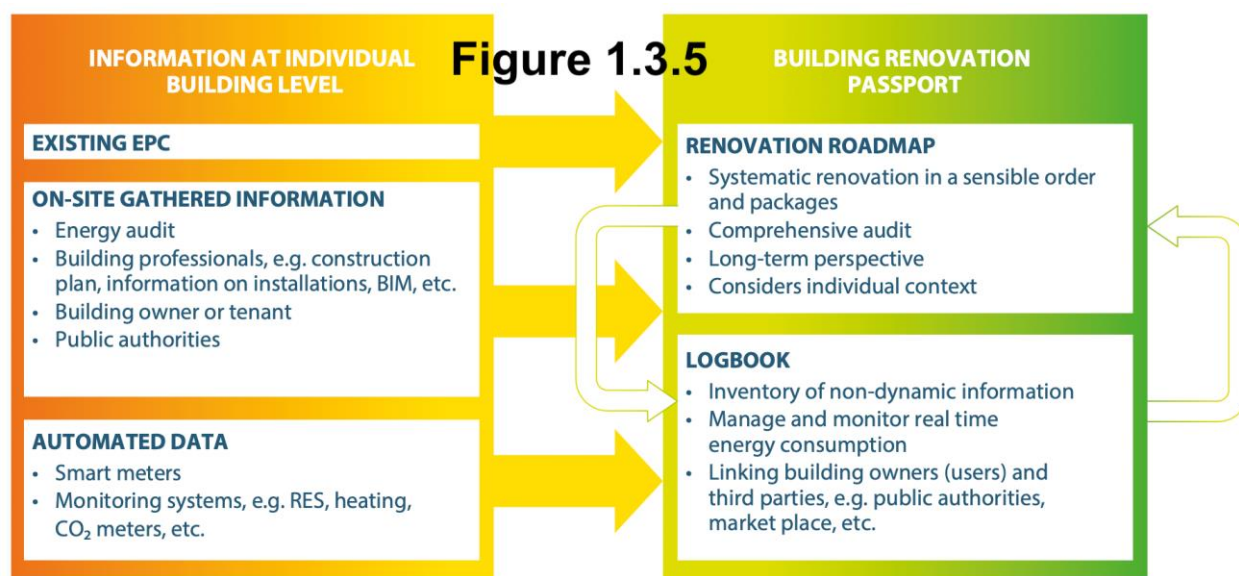 Figure 1.3.5
INFORMATION AT INDIVIDUAL
BUILDING LEVEL
EXISTING EPC
ON-SITE GATHERED INFORMATION
• Energy audit
• Building professionals, e.g. construction
plan, information on installations, BIM, etc.
• Building owner or tenant
• Public authorities
AUTOMATED DATA
• Smart meters
• Monitoring systems, e.g. RES, heating,
CO₂ meters, etc.
BUILDING RENOVATION
PASSPORT
RENOVATION ROADMAP
• Systematic renovation in a sensible order
and packages
• Comprehensive audit
• Long-term perspective
• Considers individual context
LOGBOOK
• Inventory of non-dynamic information
• Manage and monitor real time
energy consumption
• Linking building owners (users) and
third parties, e.g. public authorities,
market place, etc.